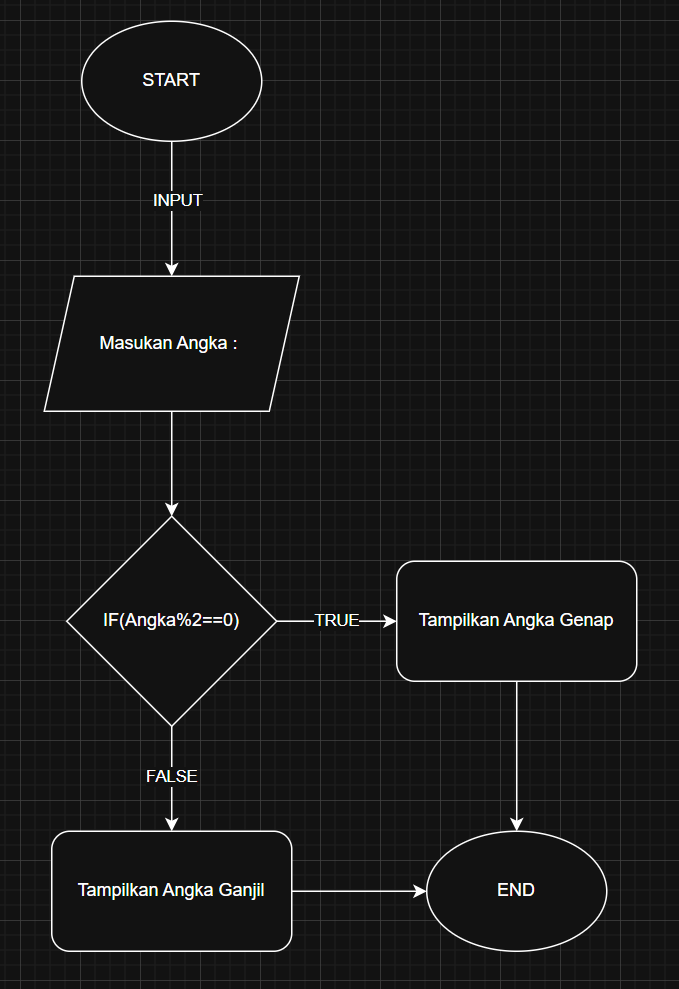 START
INPUT
Masukan Angka :
IF(Angka%2==0)
TRUE
Tampilkan Angka Genap
FALSE
Tampilkan Angka Ganjil
END